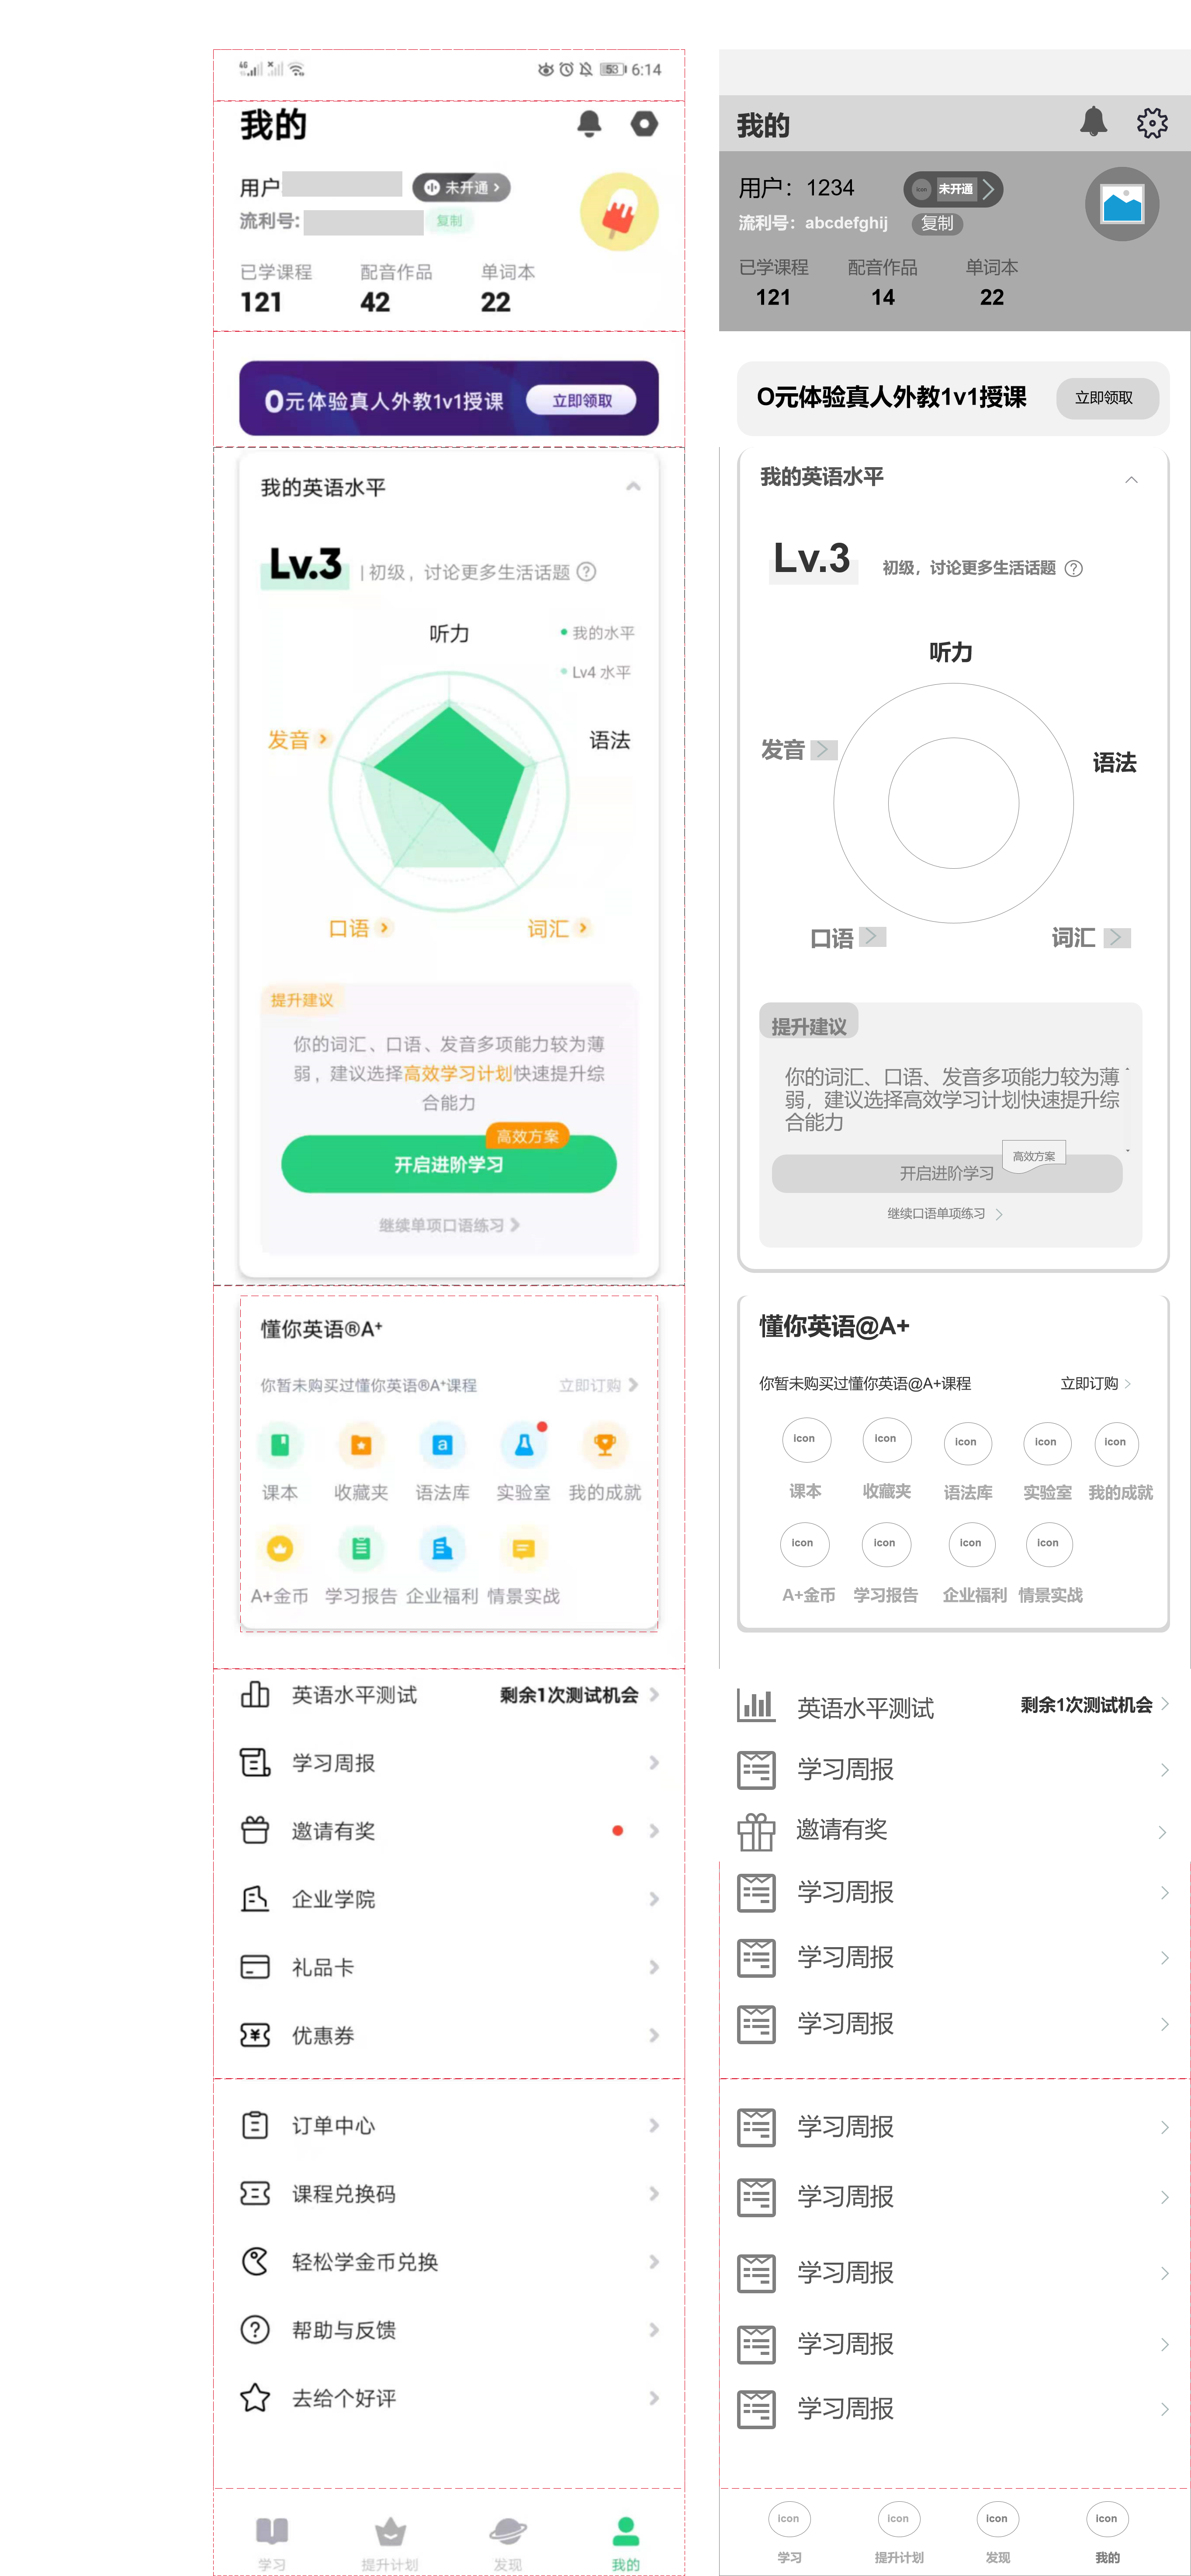 4G 53 6:14
我的
用户 未开通
流利号: 复制
已学课程 配音作品 单词本
121 42 22
0元体验真人外教1v1授课 立即领取
我的英语水平
Lv.3 | 初级，讨论更多生活话题 ?
听力 我的水平
Lv4 水平
发音 语法
口语 词汇
提升建议
你的词汇、口语、发音多项能力较为薄
弱，建议选择高效学习计划快速提升综
合能力
高效方案
开启进阶学习
继续单项口语练习
懂你英语®A⁺
你暂未购买过懂你英语®A⁺课程 立即订购
a
课本 收藏夹 语法库 实验室 我的成就
A+金币 学习报告 企业福利 情景实战
英语水平测试 剩余1次测试机会
学习周报
邀请有奖
企业学院
礼品卡
优惠券
订单中心
课程兑换码
轻松学金币兑换
帮助与反馈
去给个好评
学习 提升计划 发现 我的
我的
用户：1234 icon 未开通
流利号：abcdefghij 复制
已学课程 配音作品 单词本
121 14 22
0元体验真人外教1v1授课 立即领取
我的英语水平
Lv.3 初级，讨论更多生活话题 ?
听力
发音 语法
口语 词汇
提升建议
你的词汇、口语、发音多项能力较为薄
弱，建议选择高效学习计划快速提升综
合能力
高效方案
开启进阶学习
继续口语单项练习
懂你英语@A+
你暂未购买过懂你英语@A+课程 立即订购
icon icon icon icon icon
课本 收藏夹 语法库 实验室 我的成就
icon icon icon icon
A+金币 学习报告 企业福利 情景实战
英语水平测试 剩余1次测试机会
学习周报
邀请有奖
学习周报
学习周报
学习周报
学习周报
学习周报
学习周报
学习周报
学习周报
icon icon icon icon
学习 提升计划 发现 我的